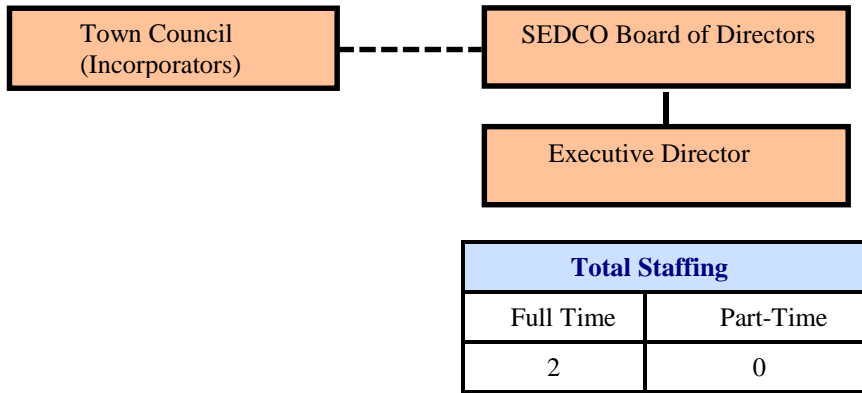 Town Council
(Incorporators)
SEDCO Board of Directors
Executive Director
Total Staffing
Full Time Part-Time
2 0